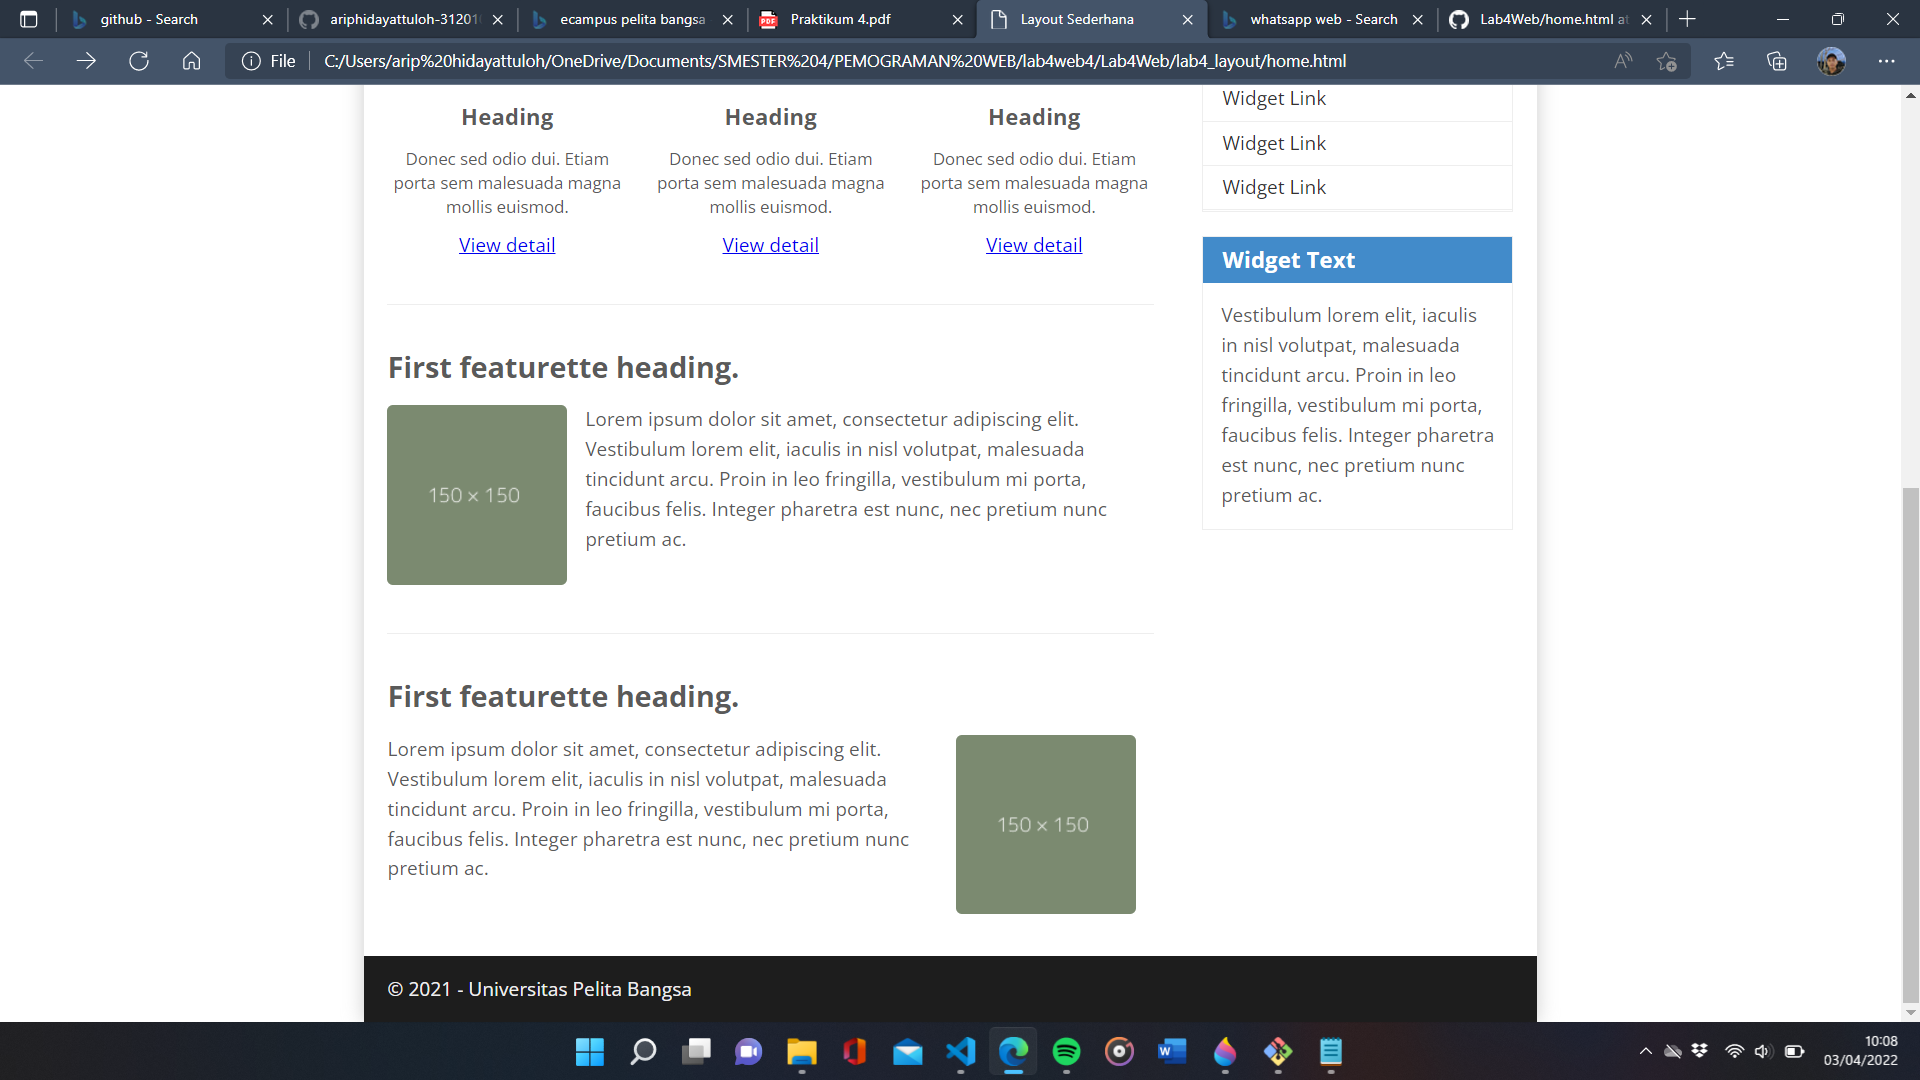 github - Search
ariphidayattuloh-31201
ecampus pelita bangsa
Praktikum 4.pdf
Layout Sederhana
whatsapp web - Search
Lab4Web/home.html at
File
C:/Users/arip%20hidayattuloh/OneDrive/Documents/SMESTER%204/PEMOGRAMAN%20WEB/lab4web4/Lab4Web/lab4_layout/home.html
Heading
Donec sed odio dui. Etiam
porta sem malesuada magna
mollis euismod.
View detail
Heading
Donec sed odio dui. Etiam
porta sem malesuada magna
mollis euismod.
View detail
Heading
Donec sed odio dui. Etiam
porta sem malesuada magna
mollis euismod.
View detail
First featurette heading.
150 × 150
Lorem ipsum dolor sit amet, consectetur adipiscing elit.
Vestibulum lorem elit, iaculis in nisl volutpat, malesuada
tincidunt arcu. Proin in leo fringilla, vestibulum mi porta,
faucibus felis. Integer pharetra est nunc, nec pretium nunc
pretium ac.
First featurette heading.
Lorem ipsum dolor sit amet, consectetur adipiscing elit.
Vestibulum lorem elit, iaculis in nisl volutpat, malesuada
tincidunt arcu. Proin in leo fringilla, vestibulum mi porta,
faucibus felis. Integer pharetra est nunc, nec pretium nunc
pretium ac.
150 × 150
Widget Link
Widget Link
Widget Link
Widget Text
Vestibulum lorem elit, iaculis
in nisl volutpat, malesuada
tincidunt arcu. Proin in leo
fringilla, vestibulum mi porta,
faucibus felis. Integer pharetra
est nunc, nec pretium nunc
pretium ac.
© 2021 - Universitas Pelita Bangsa
10:08
03/04/2022